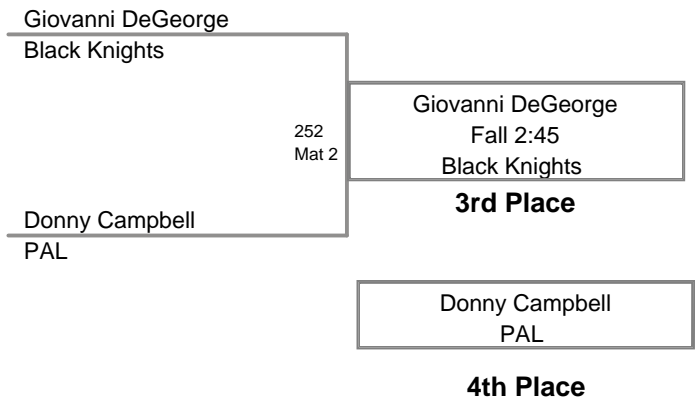 Giovanni DeGeorge
Black Knights
252
Mat 2
Giovanni DeGeorge
Fall 2:45
Black Knights
3rd Place
Donny Campbell
PAL
Donny Campbell
PAL
4th Place